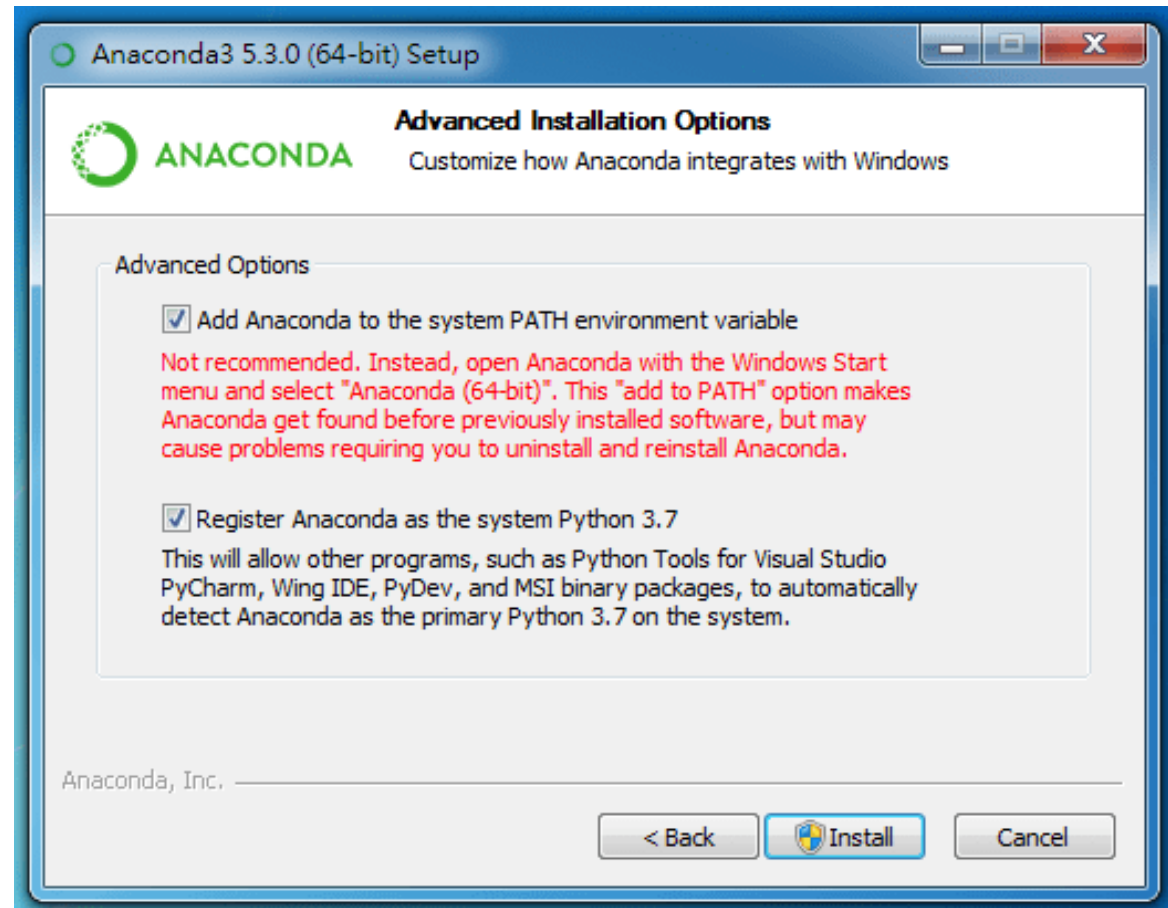 Anaconda3 5.3.0 (64-bit) Setup
X
ANACONDA
Advanced Installation Options
Customize how Anaconda integrates with Windows
Advanced Options
Add Anaconda to the system PATH environment variable
Not recommended. Instead, open Anaconda with the Windows Start
menu and select "Anaconda (64-bit)". This "add to PATH" option makes
Anaconda get found before previously installed software, but may
cause problems requiring you to uninstall and reinstall Anaconda.
Register Anaconda as the system Python 3.7
This will allow other programs, such as Python Tools for Visual Studio
PyCharm, Wing IDE, PyDev, and MSI binary packages, to automatically
detect Anaconda as the primary Python 3.7 on the system.
Anaconda, Inc.
< Back
Install
Cancel